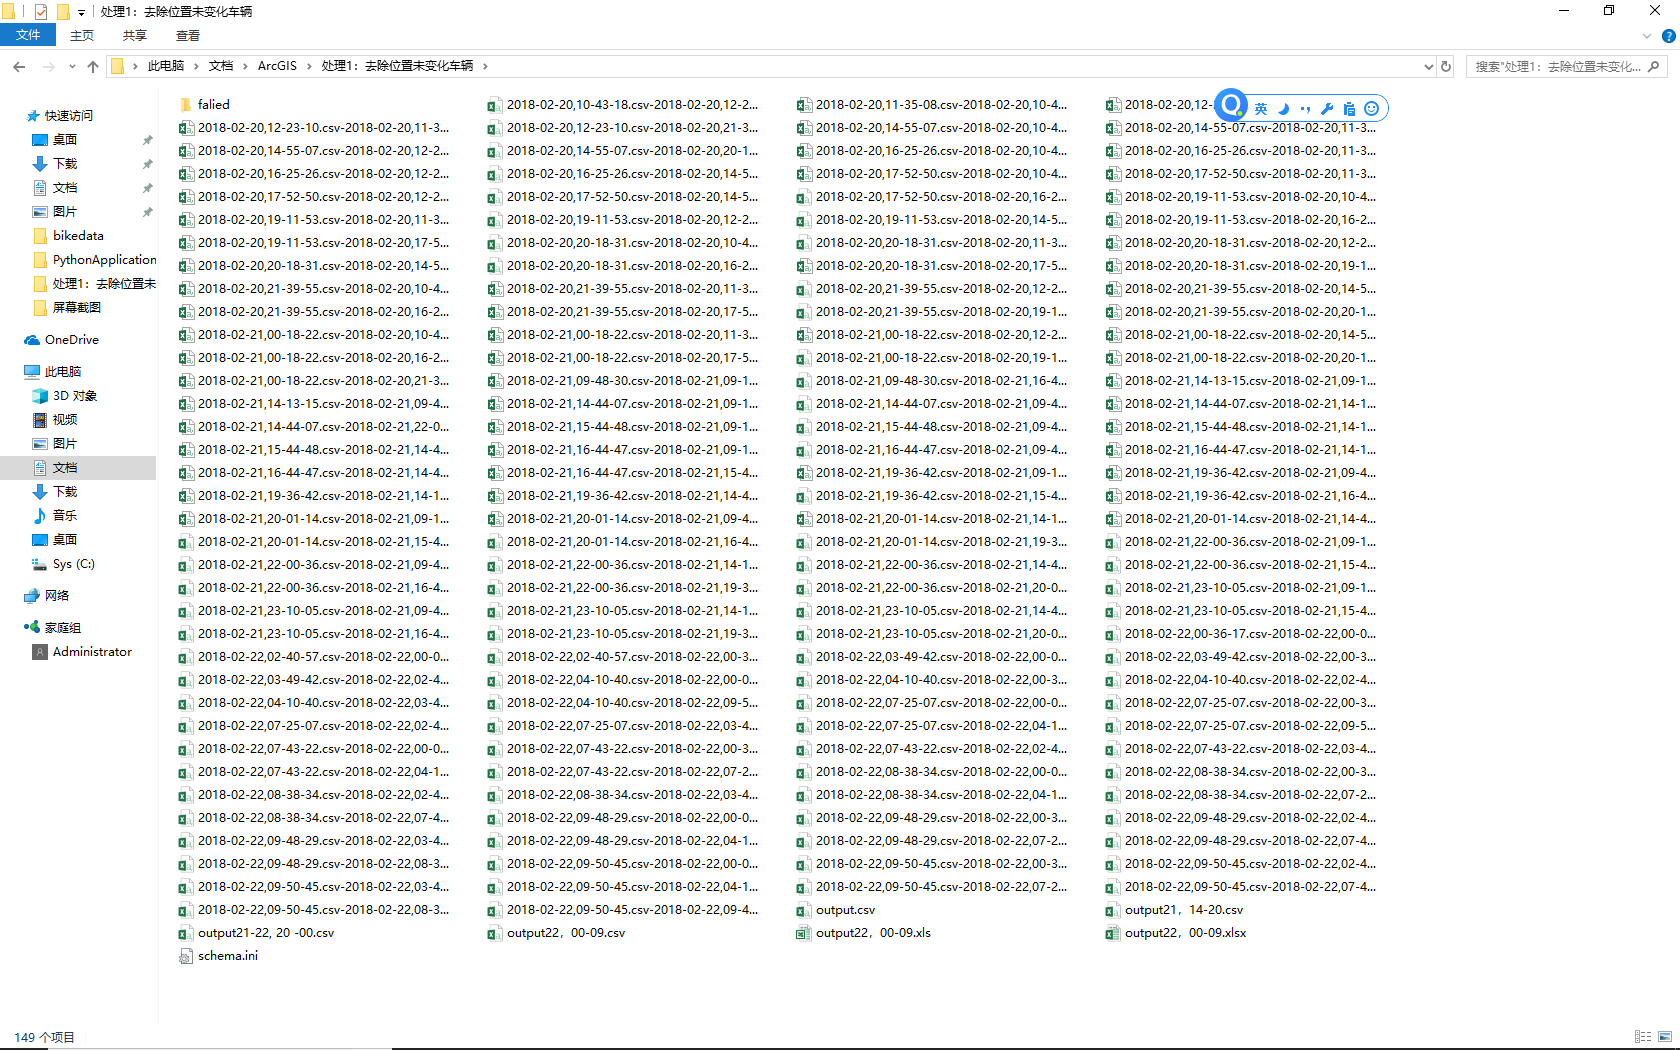 处理1：去除位置未变化车辆
文件 主页 共享 查看
此电脑 文档 ArcGIS 处理1：去除位置未变化车辆
搜索"处理1：去除位置未变化...
快速访问
桌面
下载
文档
图片
bikedata
PythonApplication
处理1：去除位置未
屏幕截图
OneDrive
此电脑
3D 对象
视频
图片
文档
下载
音乐
桌面
Sys (C:)
网络
家庭组
Administrator
英
falied 2018-02-20,10-43-18.csv-2018-02-20,12-2... 2018-02-20,11-35-08.csv-2018-02-20,10-4... 2018-02-20,12-
2018-02-20,12-23-10.csv-2018-02-20,11-3... 2018-02-20,12-23-10.csv-2018-02-20,21-3... 2018-02-20,14-55-07.csv-2018-02-20,10-4... 2018-02-20,14-55-07.csv-2018-02-20,11-3...
2018-02-20,14-55-07.csv-2018-02-20,12-2... 2018-02-20,14-55-07.csv-2018-02-20,20-1... 2018-02-20,16-25-26.csv-2018-02-20,10-4... 2018-02-20,16-25-26.csv-2018-02-20,11-3...
2018-02-20,16-25-26.csv-2018-02-20,12-2... 2018-02-20,16-25-26.csv-2018-02-20,14-5... 2018-02-20,17-52-50.csv-2018-02-20,10-4... 2018-02-20,17-52-50.csv-2018-02-20,11-3...
2018-02-20,17-52-50.csv-2018-02-20,12-2... 2018-02-20,17-52-50.csv-2018-02-20,14-5... 2018-02-20,17-52-50.csv-2018-02-20,16-2... 2018-02-20,19-11-53.csv-2018-02-20,10-4...
2018-02-20,19-11-53.csv-2018-02-20,11-3... 2018-02-20,19-11-53.csv-2018-02-20,12-2... 2018-02-20,19-11-53.csv-2018-02-20,14-5... 2018-02-20,19-11-53.csv-2018-02-20,16-2...
2018-02-20,19-11-53.csv-2018-02-20,17-5... 2018-02-20,20-18-31.csv-2018-02-20,10-4... 2018-02-20,20-18-31.csv-2018-02-20,11-3... 2018-02-20,20-18-31.csv-2018-02-20,12-2...
2018-02-20,20-18-31.csv-2018-02-20,14-5... 2018-02-20,20-18-31.csv-2018-02-20,16-2... 2018-02-20,20-18-31.csv-2018-02-20,17-5... 2018-02-20,20-18-31.csv-2018-02-20,19-1...
2018-02-20,21-39-55.csv-2018-02-20,10-4... 2018-02-20,21-39-55.csv-2018-02-20,11-3... 2018-02-20,21-39-55.csv-2018-02-20,12-2... 2018-02-20,21-39-55.csv-2018-02-20,14-5...
2018-02-20,21-39-55.csv-2018-02-20,16-2... 2018-02-20,21-39-55.csv-2018-02-20,17-5... 2018-02-20,21-39-55.csv-2018-02-20,19-1... 2018-02-20,21-39-55.csv-2018-02-20,20-1...
2018-02-21,00-18-22.csv-2018-02-20,10-4... 2018-02-21,00-18-22.csv-2018-02-20,11-3... 2018-02-21,00-18-22.csv-2018-02-20,12-2... 2018-02-21,00-18-22.csv-2018-02-20,14-5...
2018-02-21,00-18-22.csv-2018-02-20,16-2... 2018-02-21,00-18-22.csv-2018-02-20,17-5... 2018-02-21,00-18-22.csv-2018-02-20,19-1... 2018-02-21,00-18-22.csv-2018-02-20,20-1...
2018-02-21,00-18-22.csv-2018-02-20,21-3... 2018-02-21,09-48-30.csv-2018-02-21,09-1... 2018-02-21,09-48-30.csv-2018-02-21,16-4... 2018-02-21,14-13-15.csv-2018-02-21,09-1...
2018-02-21,14-13-15.csv-2018-02-21,09-4... 2018-02-21,14-44-07.csv-2018-02-21,09-1... 2018-02-21,14-44-07.csv-2018-02-21,09-4... 2018-02-21,14-44-07.csv-2018-02-21,14-1...
2018-02-21,14-44-07.csv-2018-02-21,22-0... 2018-02-21,15-44-48.csv-2018-02-21,09-1... 2018-02-21,15-44-48.csv-2018-02-21,09-4... 2018-02-21,15-44-48.csv-2018-02-21,14-1...
2018-02-21,15-44-48.csv-2018-02-21,14-4... 2018-02-21,16-44-47.csv-2018-02-21,09-1... 2018-02-21,16-44-47.csv-2018-02-21,09-4... 2018-02-21,16-44-47.csv-2018-02-21,14-1...
2018-02-21,16-44-47.csv-2018-02-21,14-4... 2018-02-21,16-44-47.csv-2018-02-21,15-4... 2018-02-21,19-36-42.csv-2018-02-21,09-1... 2018-02-21,19-36-42.csv-2018-02-21,09-4...
2018-02-21,19-36-42.csv-2018-02-21,14-1... 2018-02-21,19-36-42.csv-2018-02-21,14-4... 2018-02-21,19-36-42.csv-2018-02-21,15-4... 2018-02-21,19-36-42.csv-2018-02-21,16-4...
2018-02-21,20-01-14.csv-2018-02-21,09-1... 2018-02-21,20-01-14.csv-2018-02-21,09-4... 2018-02-21,20-01-14.csv-2018-02-21,14-1... 2018-02-21,20-01-14.csv-2018-02-21,14-4...
2018-02-21,20-01-14.csv-2018-02-21,15-4... 2018-02-21,20-01-14.csv-2018-02-21,16-4... 2018-02-21,20-01-14.csv-2018-02-21,19-3... 2018-02-21,22-00-36.csv-2018-02-21,09-1...
2018-02-21,22-00-36.csv-2018-02-21,09-4... 2018-02-21,22-00-36.csv-2018-02-21,14-1... 2018-02-21,22-00-36.csv-2018-02-21,14-4... 2018-02-21,22-00-36.csv-2018-02-21,15-4...
2018-02-21,22-00-36.csv-2018-02-21,16-4... 2018-02-21,22-00-36.csv-2018-02-21,19-3... 2018-02-21,22-00-36.csv-2018-02-21,20-0... 2018-02-21,23-10-05.csv-2018-02-21,09-1...
2018-02-21,23-10-05.csv-2018-02-21,09-4... 2018-02-21,23-10-05.csv-2018-02-21,14-1... 2018-02-21,23-10-05.csv-2018-02-21,14-4... 2018-02-21,23-10-05.csv-2018-02-21,15-4...
2018-02-21,23-10-05.csv-2018-02-21,16-4... 2018-02-21,23-10-05.csv-2018-02-21,19-3... 2018-02-21,23-10-05.csv-2018-02-21,20-0... 2018-02-22,00-36-17.csv-2018-02-22,00-0...
2018-02-22,02-40-57.csv-2018-02-22,00-0... 2018-02-22,02-40-57.csv-2018-02-22,00-3... 2018-02-22,03-49-42.csv-2018-02-22,00-0... 2018-02-22,03-49-42.csv-2018-02-22,00-3...
2018-02-22,03-49-42.csv-2018-02-22,02-4... 2018-02-22,04-10-40.csv-2018-02-22,00-0... 2018-02-22,04-10-40.csv-2018-02-22,00-3... 2018-02-22,04-10-40.csv-2018-02-22,02-4...
2018-02-22,04-10-40.csv-2018-02-22,03-4... 2018-02-22,04-10-40.csv-2018-02-22,09-5... 2018-02-22,07-25-07.csv-2018-02-22,00-0... 2018-02-22,07-25-07.csv-2018-02-22,00-3...
2018-02-22,07-25-07.csv-2018-02-22,02-4... 2018-02-22,07-25-07.csv-2018-02-22,03-4... 2018-02-22,07-25-07.csv-2018-02-22,04-1... 2018-02-22,07-25-07.csv-2018-02-22,09-5...
2018-02-22,07-43-22.csv-2018-02-22,00-0... 2018-02-22,07-43-22.csv-2018-02-22,00-3... 2018-02-22,07-43-22.csv-2018-02-22,02-4... 2018-02-22,07-43-22.csv-2018-02-22,03-4...
2018-02-22,07-43-22.csv-2018-02-22,04-1... 2018-02-22,07-43-22.csv-2018-02-22,07-2... 2018-02-22,08-38-34.csv-2018-02-22,00-0... 2018-02-22,08-38-34.csv-2018-02-22,00-3...
2018-02-22,08-38-34.csv-2018-02-22,02-4... 2018-02-22,08-38-34.csv-2018-02-22,03-4... 2018-02-22,08-38-34.csv-2018-02-22,04-1... 2018-02-22,08-38-34.csv-2018-02-22,07-2...
2018-02-22,08-38-34.csv-2018-02-22,07-4... 2018-02-22,09-48-29.csv-2018-02-22,00-0... 2018-02-22,09-48-29.csv-2018-02-22,00-3... 2018-02-22,09-48-29.csv-2018-02-22,02-4...
2018-02-22,09-48-29.csv-2018-02-22,03-4... 2018-02-22,09-48-29.csv-2018-02-22,04-1... 2018-02-22,09-48-29.csv-2018-02-22,07-2... 2018-02-22,09-48-29.csv-2018-02-22,07-4...
2018-02-22,09-48-29.csv-2018-02-22,08-3... 2018-02-22,09-50-45.csv-2018-02-22,00-0... 2018-02-22,09-50-45.csv-2018-02-22,00-3... 2018-02-22,09-50-45.csv-2018-02-22,02-4...
2018-02-22,09-50-45.csv-2018-02-22,03-4... 2018-02-22,09-50-45.csv-2018-02-22,04-1... 2018-02-22,09-50-45.csv-2018-02-22,07-2... 2018-02-22,09-50-45.csv-2018-02-22,07-4...
2018-02-22,09-50-45.csv-2018-02-22,08-3... 2018-02-22,09-50-45.csv-2018-02-22,09-4... output.csv output21，14-20.csv
output21-22, 20 -00.csv output22，00-09.csv output22，00-09.xls output22，00-09.xlsx
schema.ini
149 个项目